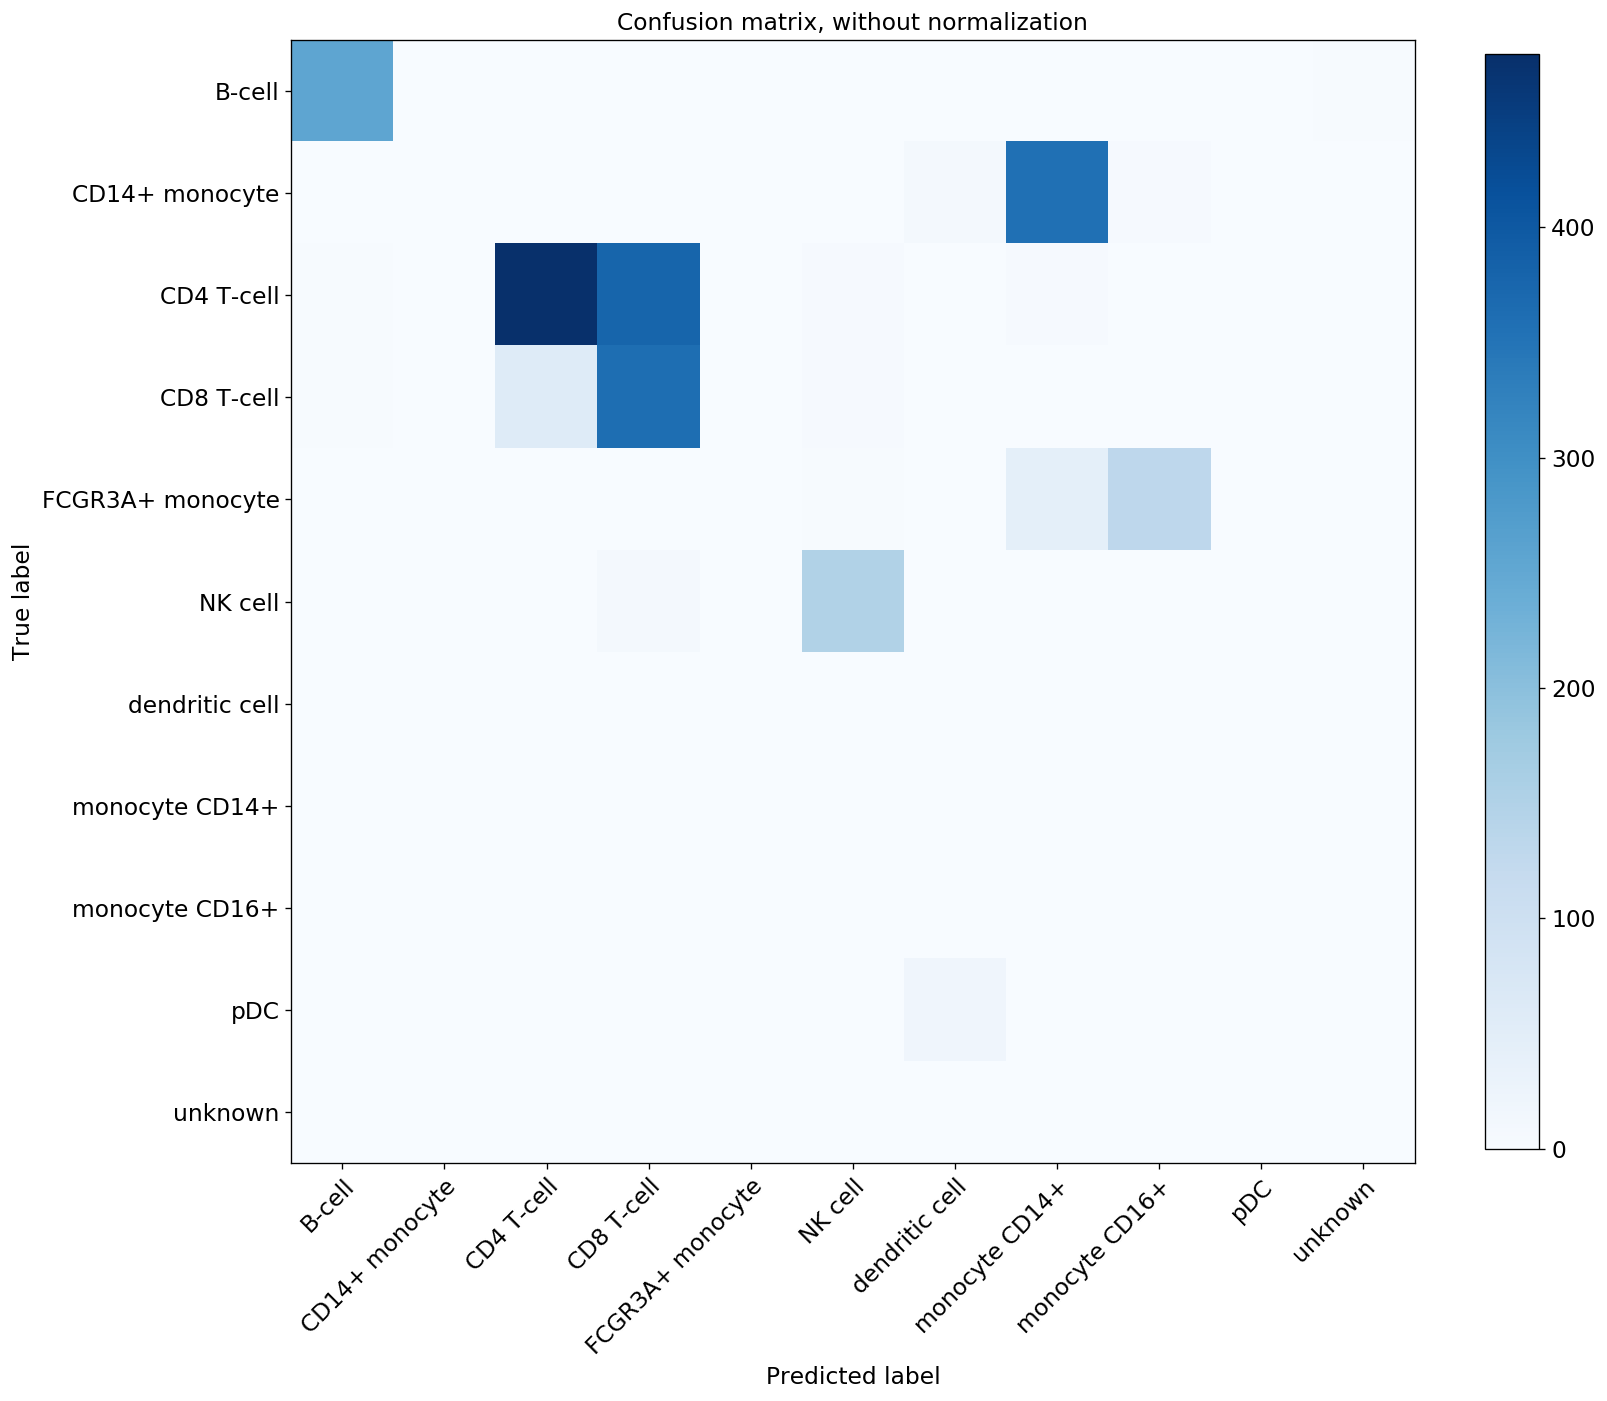 Confusion matrix, without normalization
True label
B-cell
CD14+ monocyte
CD4 T-cell
CD8 T-cell
FCGR3A+ monocyte
NK cell
dendritic cell
monocyte CD14+
monocyte CD16+
pDC
unknown
B-cell
CD14+ monocyte
CD4 T-cell
CD8 T-cell
FCGR3A+ monocyte
NK cell
dendritic cell
monocyte CD14+
monocyte CD16+
pDC
unknown
Predicted label
400
300
200
100
0